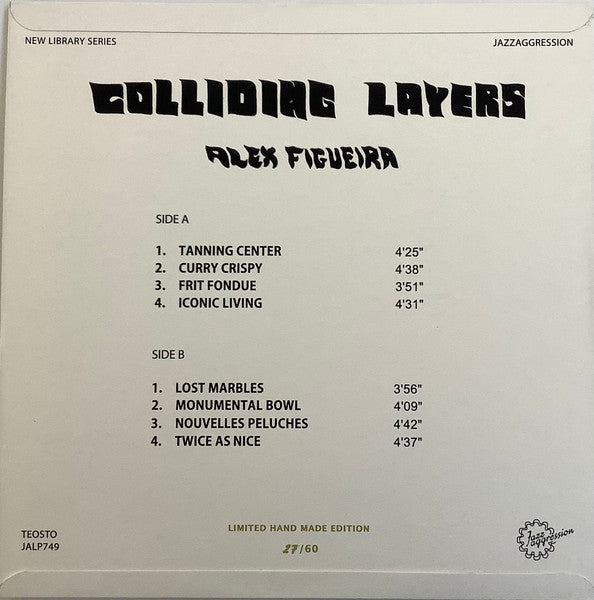 NEW LIBRARY SERIES JAZZAGGRESSION
COLLIDING LAYERS
ALEX FIGUEIRA
SIDE A
1. TANNING CENTER 4'25"
2. CURRY CRISPY 4'38"
3. FRIT FONDUE 3'51"
4. ICONIC LIVING 4'31"
SIDE B
1. LOST MARBLES 3'56"
2. MONUMENTAL BOWL 4'09"
3. NOUVELLES PELUCHES 4'42"
4. TWICE AS NICE 4'37"
LIMITED HAND MADE EDITION
27/60
TEOSTO
JALP749
Jazz
aggression